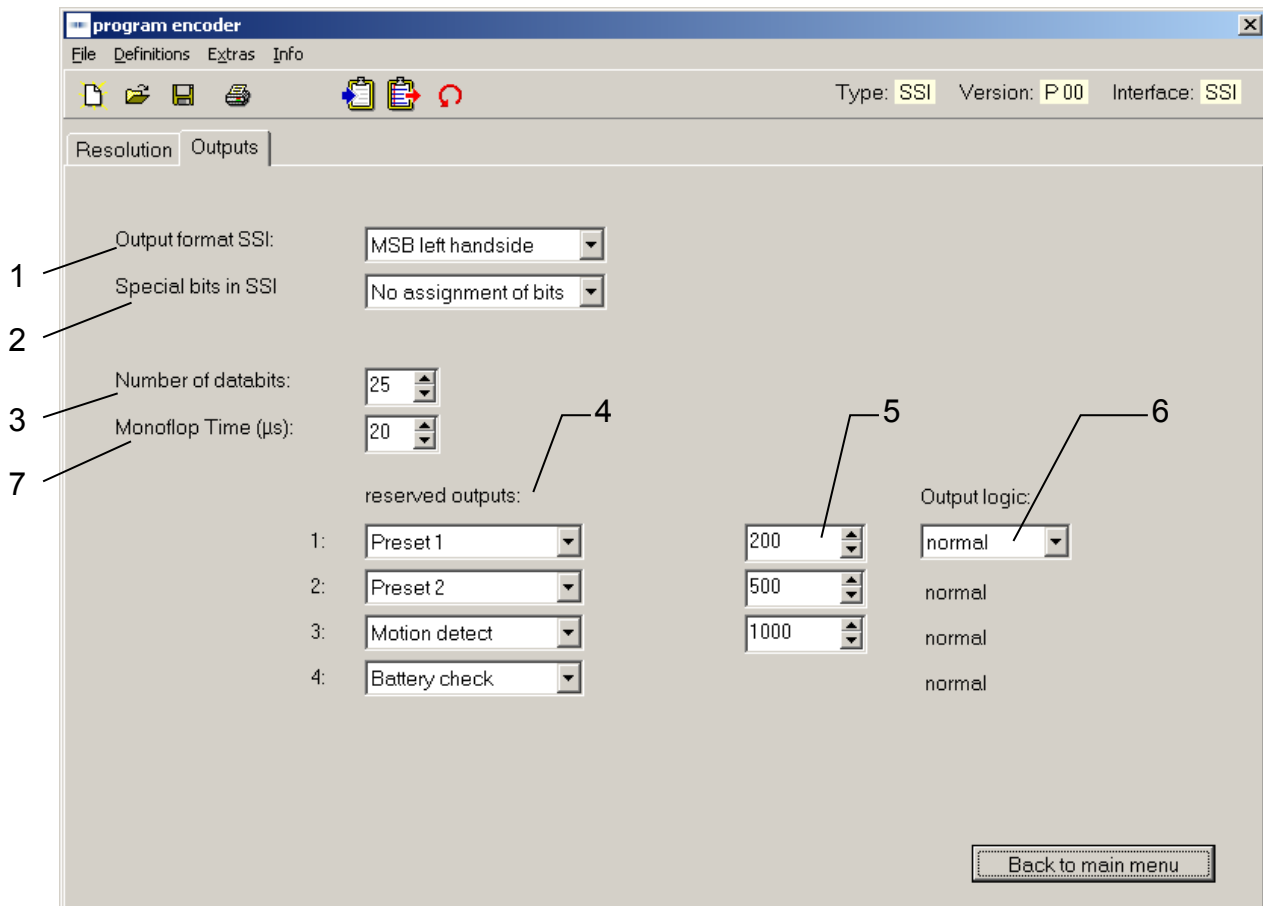 program encoder
File Definitions Extras Info
Type: SSI Version: P 00 Interface: SSI
Resolution Outputs
Output format SSI: MSB left handside
1
Special bits in SSI No assignment of bits
2
Number of databits: 25
3
Monoflop Time (µs): 20
7
4
5
6
reserved outputs: Output logic:
1: Preset 1 200 normal
2: Preset 2 500 normal
3: Motion detect 1000 normal
4: Battery check normal
Back to main menu